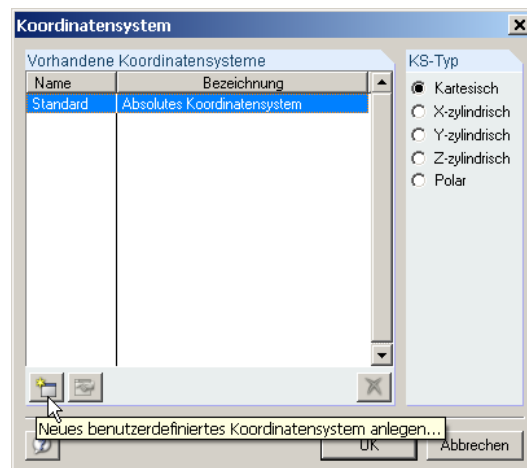 Koordinatensystem
Vorhandene Koordinatensysteme
Name Bezeichnung
Standard Absolutes Koordinatensystem
KS-Typ
Kartesisch
X-zylindrisch
Y-zylindrisch
Z-zylindrisch
Polar
Neues benutzerdefiniertes Koordinatensystem anlegen...
OK Abbrechen